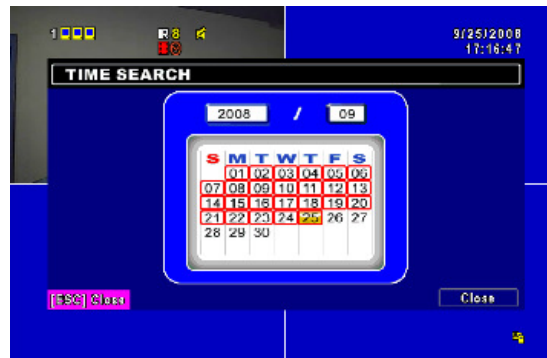 1
R 8
9/25/2008
17:16:47
TIME SEARCH
2008 / 09
S M T W T F S
01 02 03 04 05 06
07 08 09 10 11 12 13
14 15 16 17 18 19 20
21 22 23 24 25 26 27
28 29 30
[ESC] Close
Close